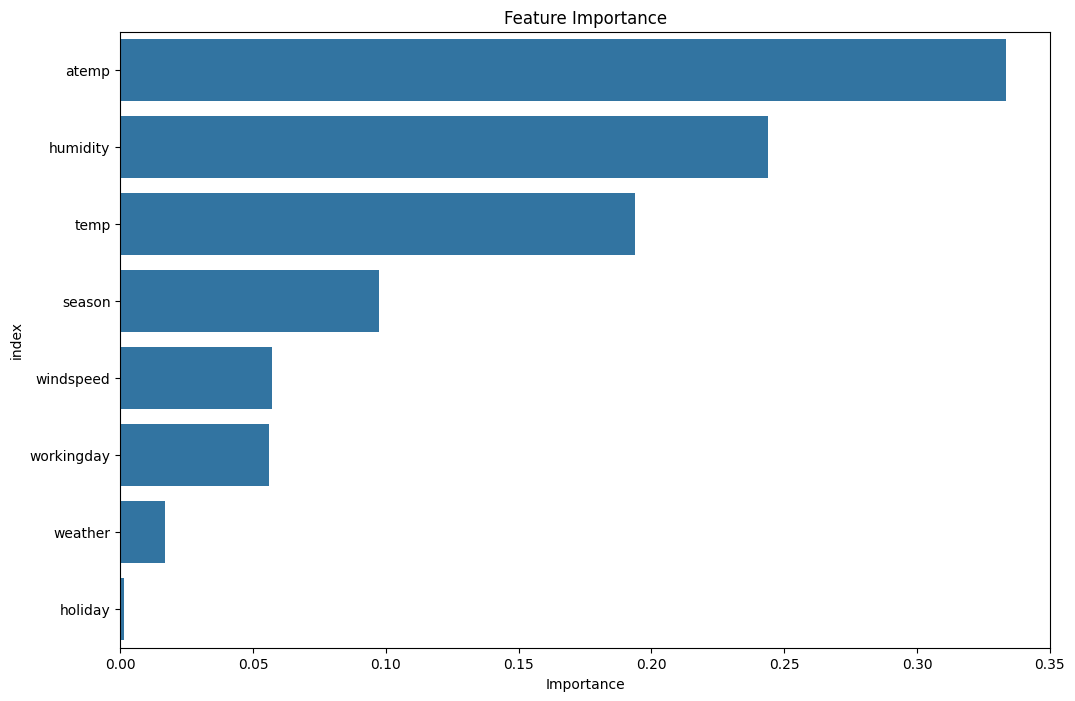 Feature Importance
atemp
humidity
temp
season
windspeed
workingday
weather
holiday
index
0.00 0.05 0.10 0.15 0.20 0.25 0.30 0.35
Importance